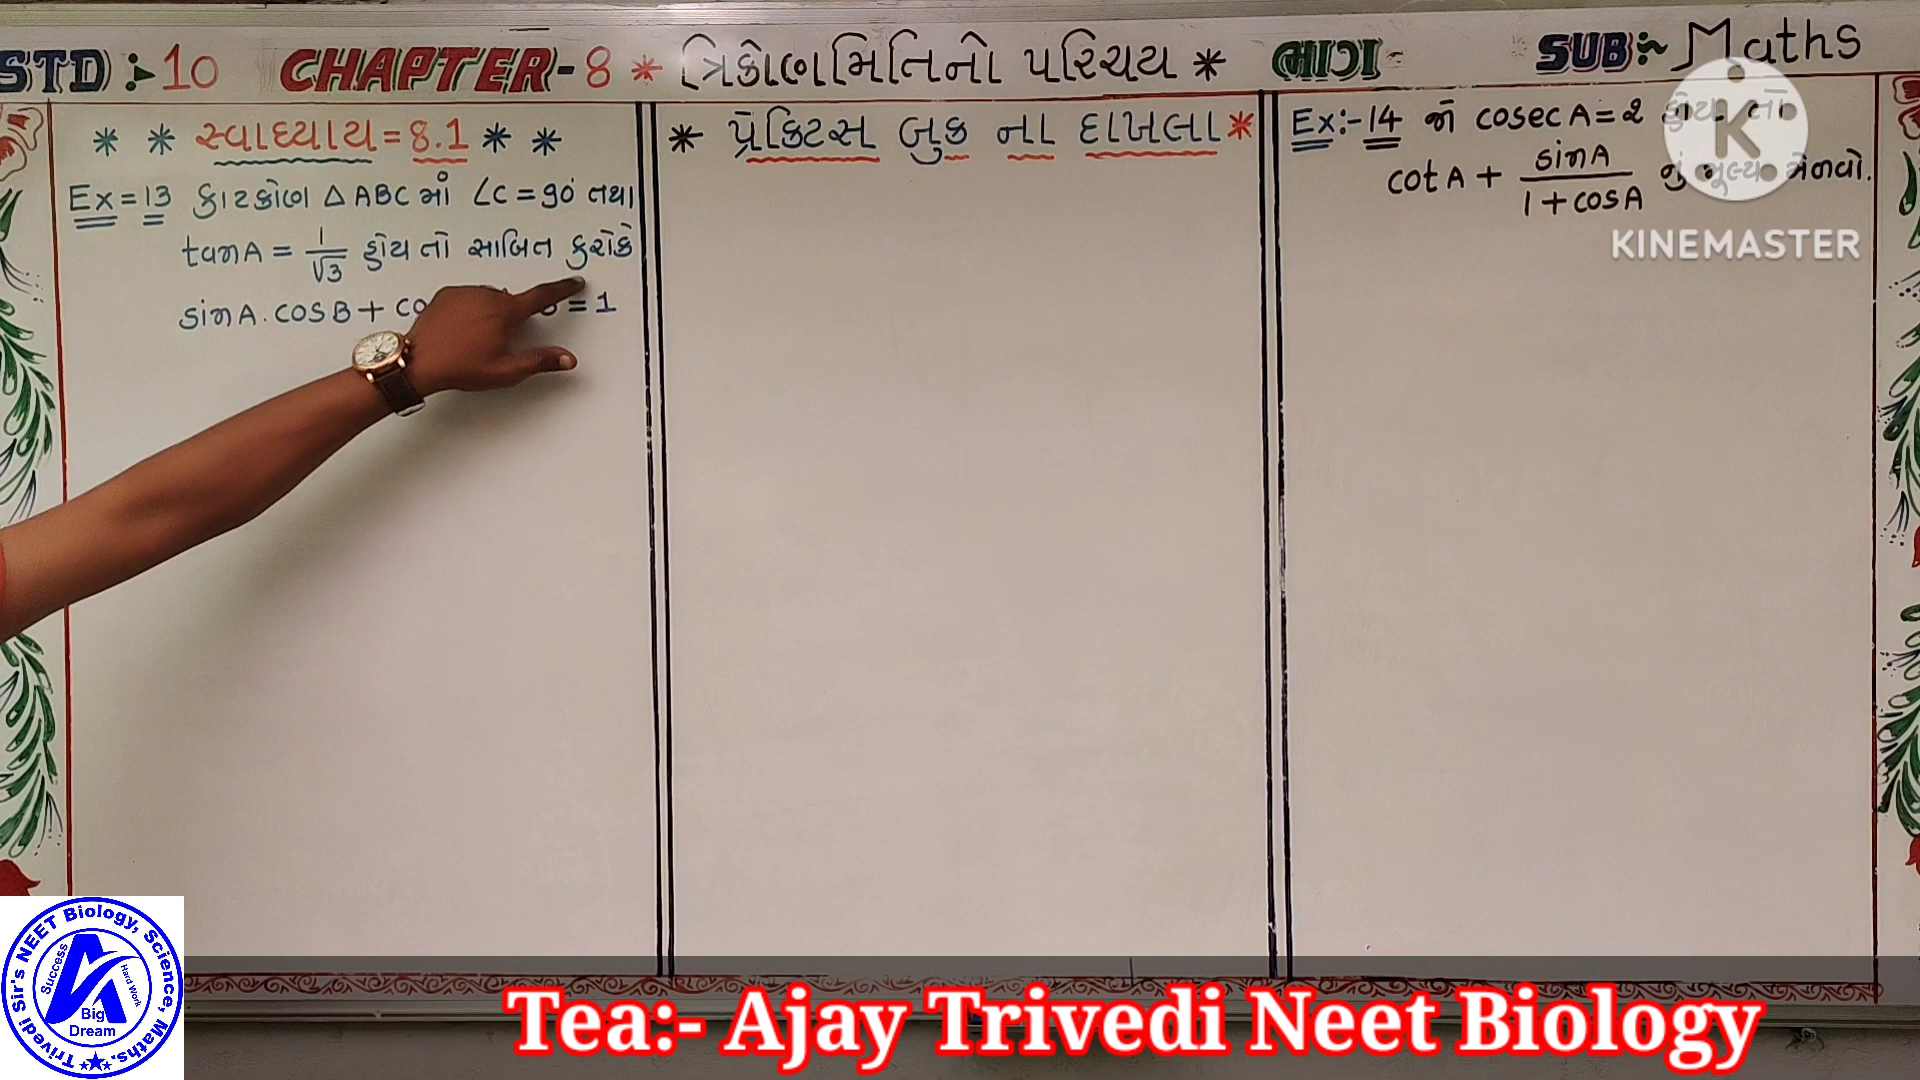 STD :- 10 CHAPTER-8 * ત્રિકોણમિતિનો પરિચય * ભાગ- SUB:~ Maths
* * સ્વાધ્યાય = 8.1 * *
Ex = 13 કાટકોણ △ ABC માં ∠C = 90° તથા
tanA = 1/√3 હોય તો સાબિત કરોકે
sinA . COSB + CO = 1
* પ્રેક્ટિસ બુક ના દાખલા *
Ex:- 14 જો cosec A = 2 હોય તો
cot A + sinA / 1 + cosA નું મૂલ્ય મેળવો.
K
KINEMASTER
Trivedi Sir's NEET Biology, Science, Maths.
Success
Hard Work
Big
Dream
Tea:- Ajay Trivedi Neet Biology